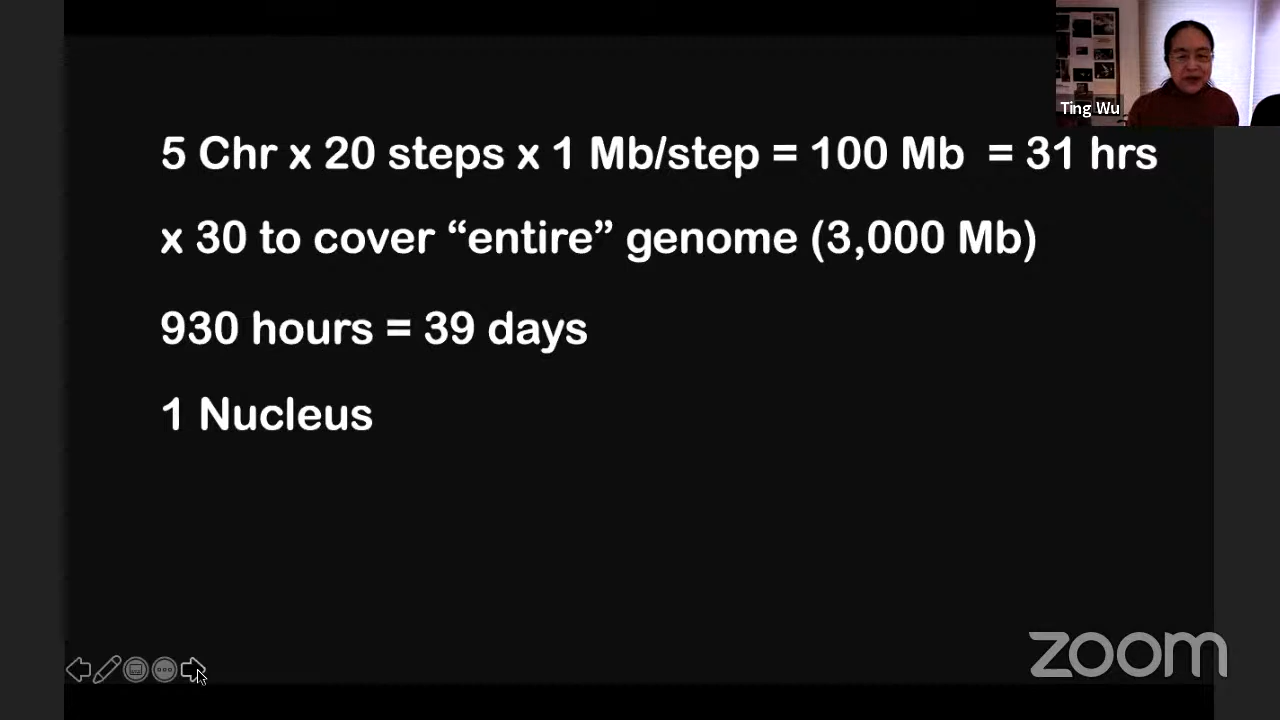 Ting Wu
5 Chr x 20 steps x 1 Mb/step = 100 Mb = 31 hrs
x 30 to cover “entire” genome (3,000 Mb)
930 hours = 39 days
1 Nucleus
zoom